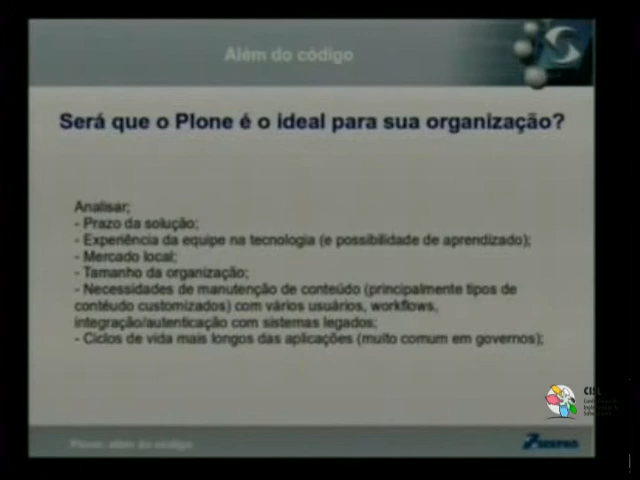 Além do código
Será que o Plone é o ideal para sua organização?
Analisar;
- Prazo da solução;
- Experiência da equipe na tecnologia (e possibilidade de aprendizado);
- Mercado local;
- Tamanho da organização;
- Necessidades de manutenção de conteúdo (principalmente tipos de
contéudo customizados) com vários usuários, workflows,
integração/autenticação com sistemas legados;
- Ciclos de vida mais longos das aplicações (muito comum em governos);
Plone: além do código
SERPRO